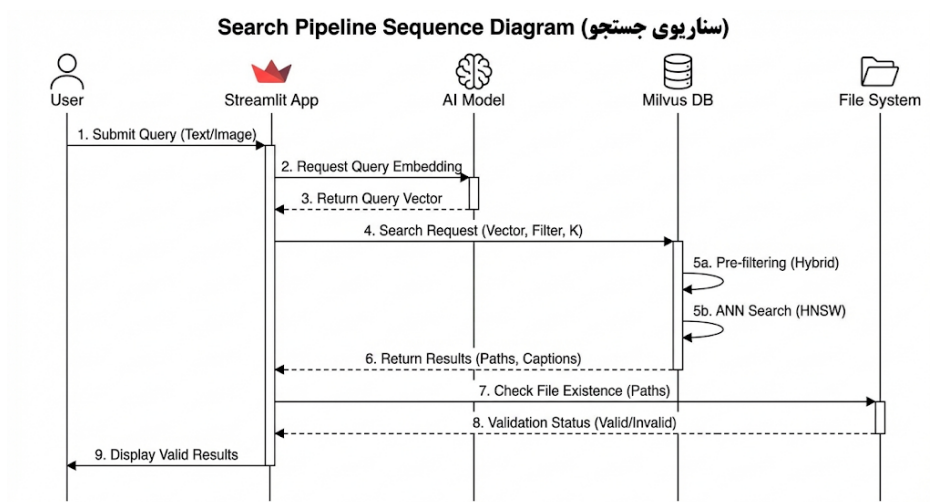 Search Pipeline Sequence Diagram (سناریوی جستجو)
User
Streamlit App
AI Model
Milvus DB
File System
1. Submit Query (Text/Image)
2. Request Query Embedding
3. Return Query Vector
4. Search Request (Vector, Filter, K)
5a. Pre-filtering (Hybrid)
5b. ANN Search (HNSW)
6. Return Results (Paths, Captions)
7. Check File Existence (Paths)
8. Validation Status (Valid/Invalid)
9. Display Valid Results